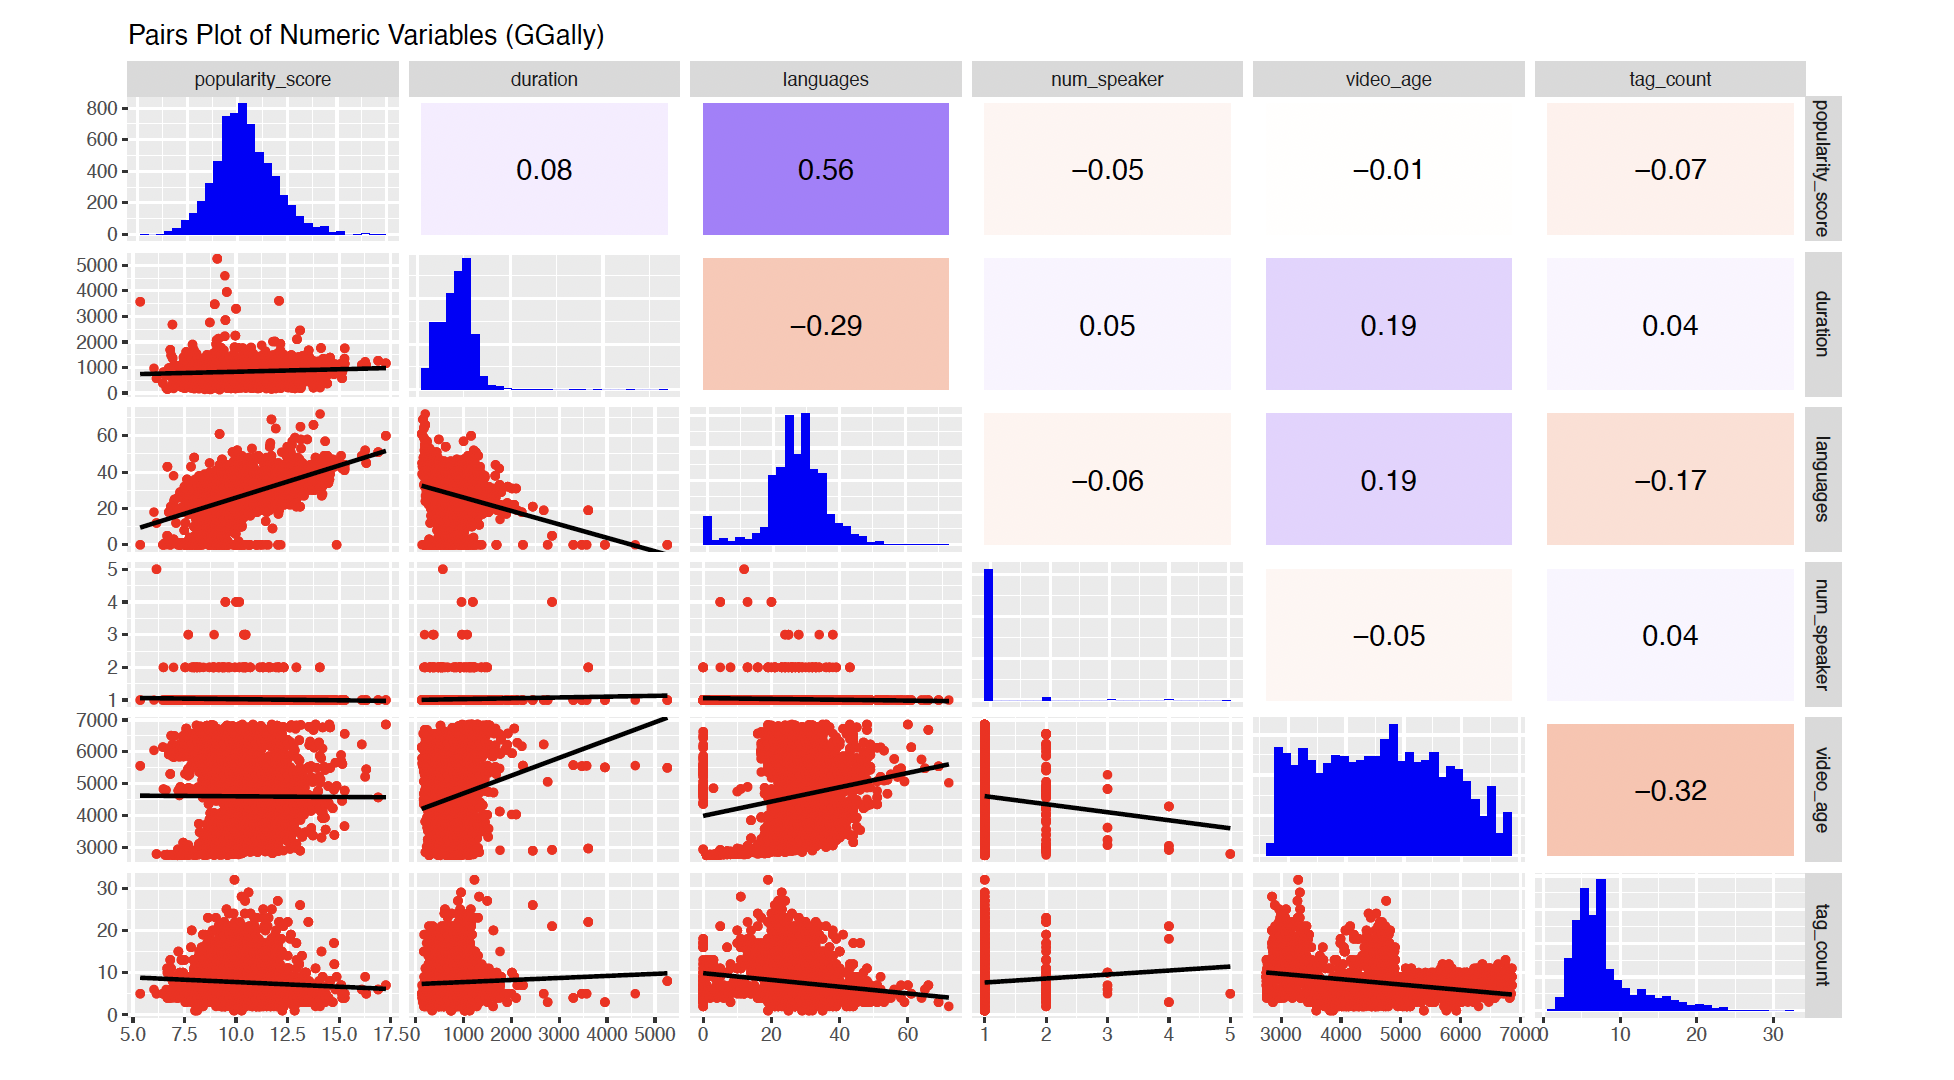 Pairs Plot of Numeric Variables (GGally)
popularity_score duration languages num_speaker video_age tag_count
800
600
400
200
0
0.08 0.56 −0.05 −0.01 −0.07
popularity_score
5000
4000
3000
2000
1000
0
−0.29 0.05 0.19 0.04
duration
60
40
20
0
−0.06 0.19 −0.17
languages
5
4
3
2
1
−0.05 0.04
num_speaker
7000
6000
5000
4000
3000
−0.32
video_age
30
20
10
0
tag_count
5.0 7.5 10.0 12.5 15.0 17.5 0 1000 2000 3000 4000 5000 0 20 40 60 1 2 3 4 5 3000 4000 5000 6000 7000 0 10 20 30